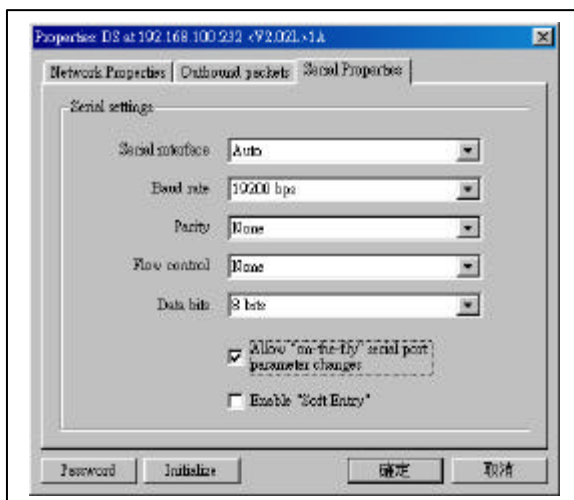 Properties: DS at 192.168.100.232 <V2.02L>1A
Network Properties
Outbound packets
Serial Properties
Serial settings
Serial interface Auto
Baud rate 19200 bps
Parity None
Flow control None
Data bits 8 bits
Allow "on-the-fly" serial port
parameter changes
Enable "Soft Entry"
Password
Initialize
確定
取消